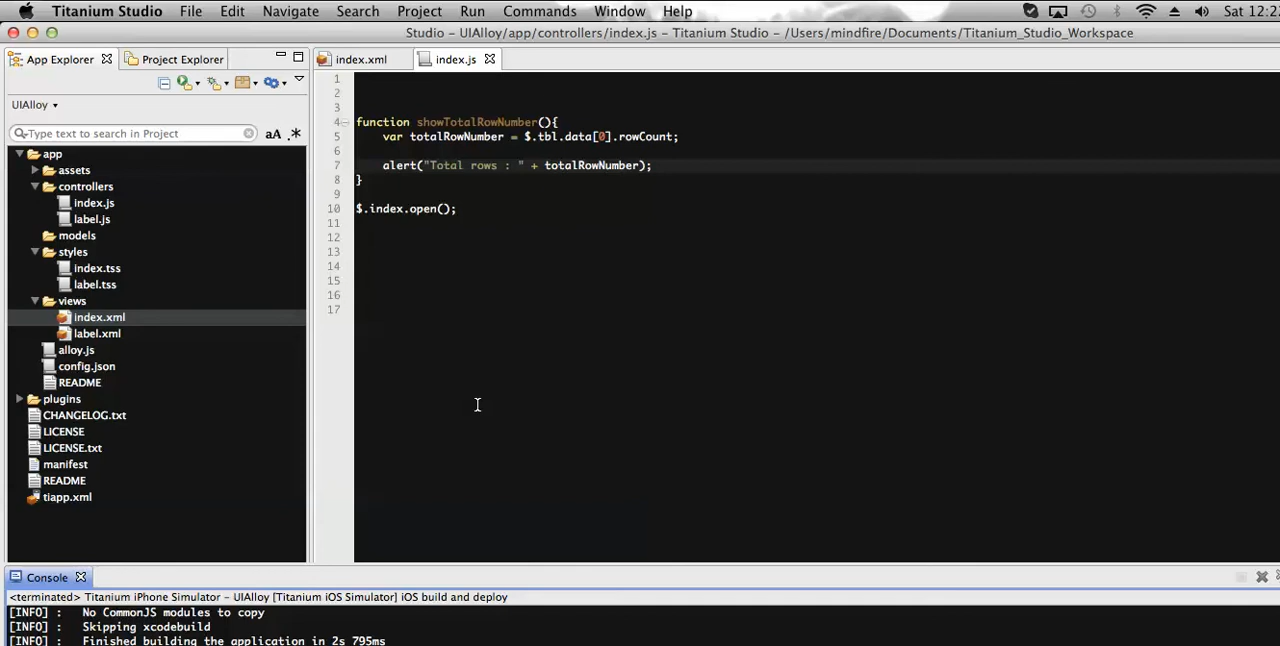 Titanium Studio File Edit Navigate Search Project Run Commands Window Help Sat 12:2
Studio - UIAlloy/app/controllers/index.js - Titanium Studio - /Users/mindfire/Documents/Titanium_Studio_Workspace
App Explorer Project Explorer
index.xml index.js
UIAlloy
Type text to search in Project aA .*
app
assets
controllers
index.js
label.js
models
styles
index.tss
label.tss
views
index.xml
label.xml
alloy.js
config.json
README
plugins
CHANGELOG.txt
LICENSE
LICENSE.txt
manifest
README
tiapp.xml
1
2
3
4 function showTotalRowNumber(){
5 var totalRowNumber = $.tbl.data[0].rowCount;
6
7 alert("Total rows : " + totalRowNumber);
8 }
9
10 $.index.open();
11
12
13
14
15
16
17
Console
<terminated> Titanium iPhone Simulator - UIAlloy [Titanium iOS Simulator] iOS build and deploy
[INFO] : No CommonJS modules to copy
[INFO] : Skipping xcodebuild
[INFO] : Finished building the application in 2s 795ms